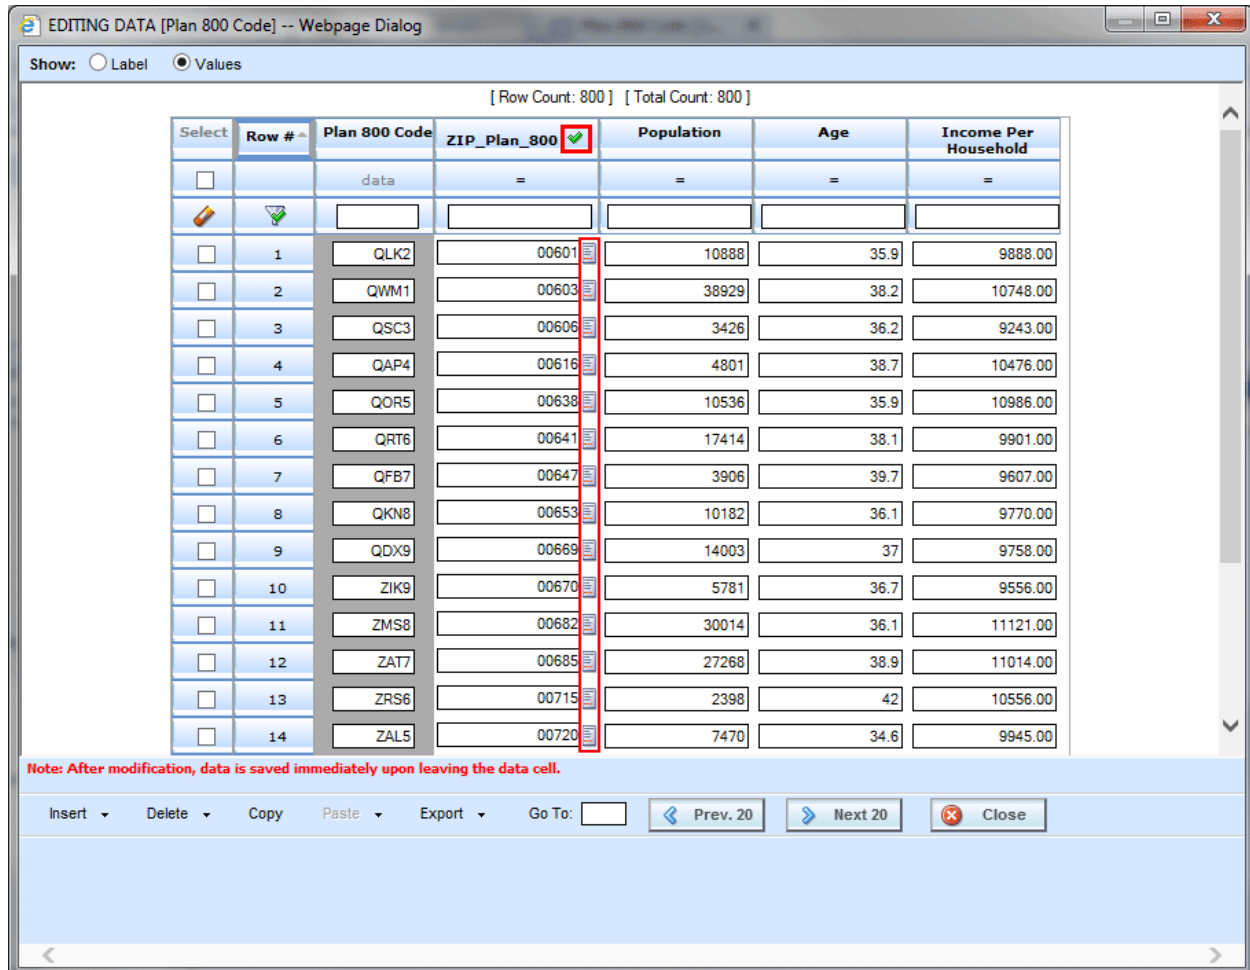 EDITING DATA [Plan 800 Code] -- Webpage Dialog
Show: Label Values
[ Row Count: 800 ] [ Total Count: 800 ]
Select Row # Plan 800 Code ZIP_Plan_800 Population Age Income Per Household
data = = = =
1 QLK2 00601 10888 35.9 9888.00
2 QWM1 00603 38929 38.2 10748.00
3 QSC3 00606 3426 36.2 9243.00
4 QAP4 00616 4801 38.7 10476.00
5 QOR5 00638 10536 35.9 10986.00
6 QRT6 00641 17414 38.1 9901.00
7 QFB7 00647 3906 39.7 9607.00
8 QKN8 00653 10182 36.1 9770.00
9 QDX9 00669 14003 37 9758.00
10 ZIK9 00670 5781 36.7 9556.00
11 ZMS8 00682 30014 36.1 11121.00
12 ZAT7 00685 27268 38.9 11014.00
13 ZRS6 00715 2398 42 10556.00
14 ZAL5 00720 7470 34.6 9945.00
Note: After modification, data is saved immediately upon leaving the data cell.
Insert Delete Copy Paste Export Go To: Prev. 20 Next 20 Close